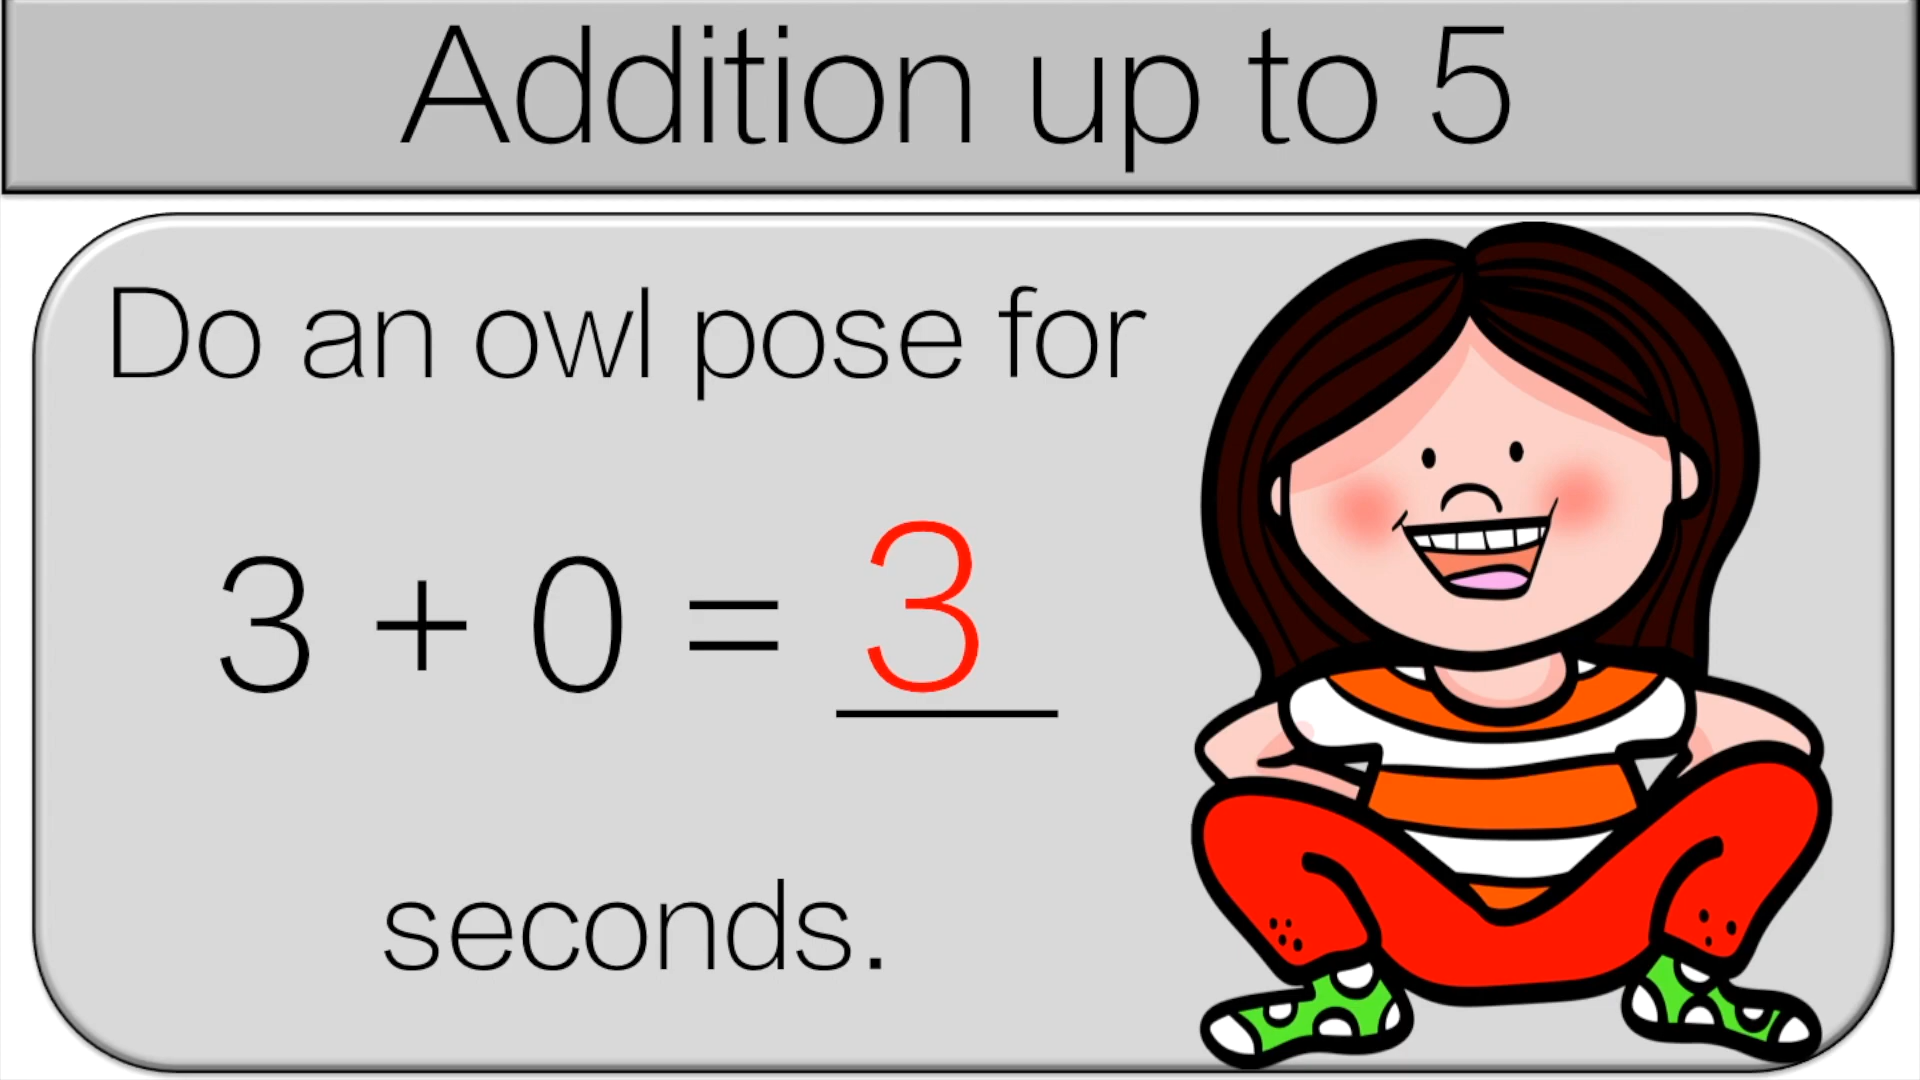 Addition up to 5
Do an owl pose for
3 + 0 = 3
seconds.